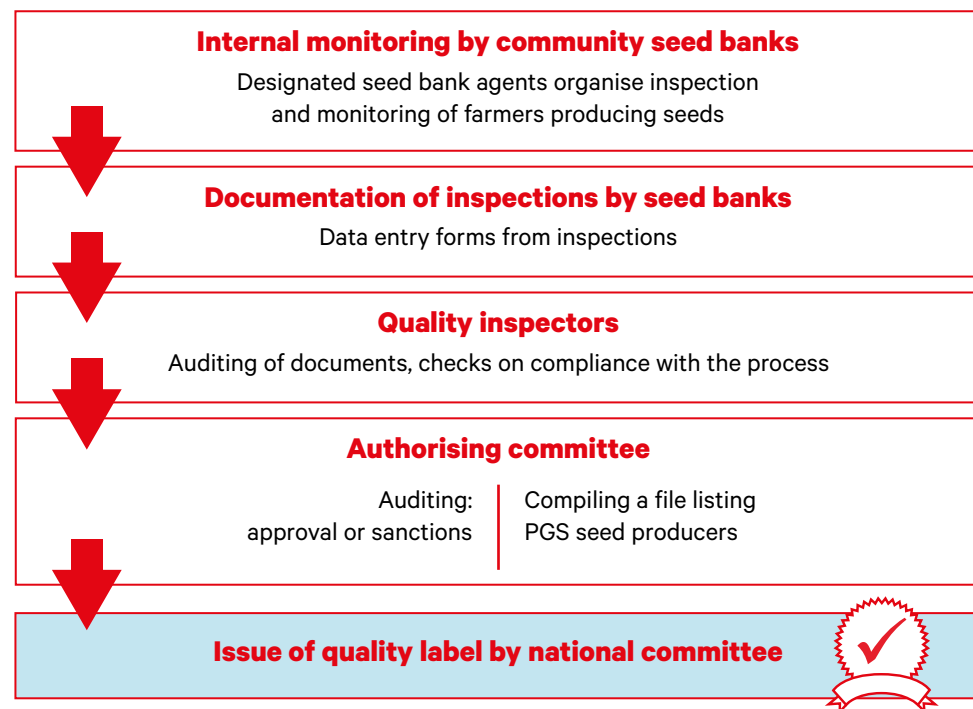 Internal monitoring by community seed banks
Designated seed bank agents organise inspection
and monitoring of farmers producing seeds
Documentation of inspections by seed banks
Data entry forms from inspections
Quality inspectors
Auditing of documents, checks on compliance with the process
Authorising committee
Auditing:
approval or sanctions
Compiling a file listing
PGS seed producers
Issue of quality label by national committee